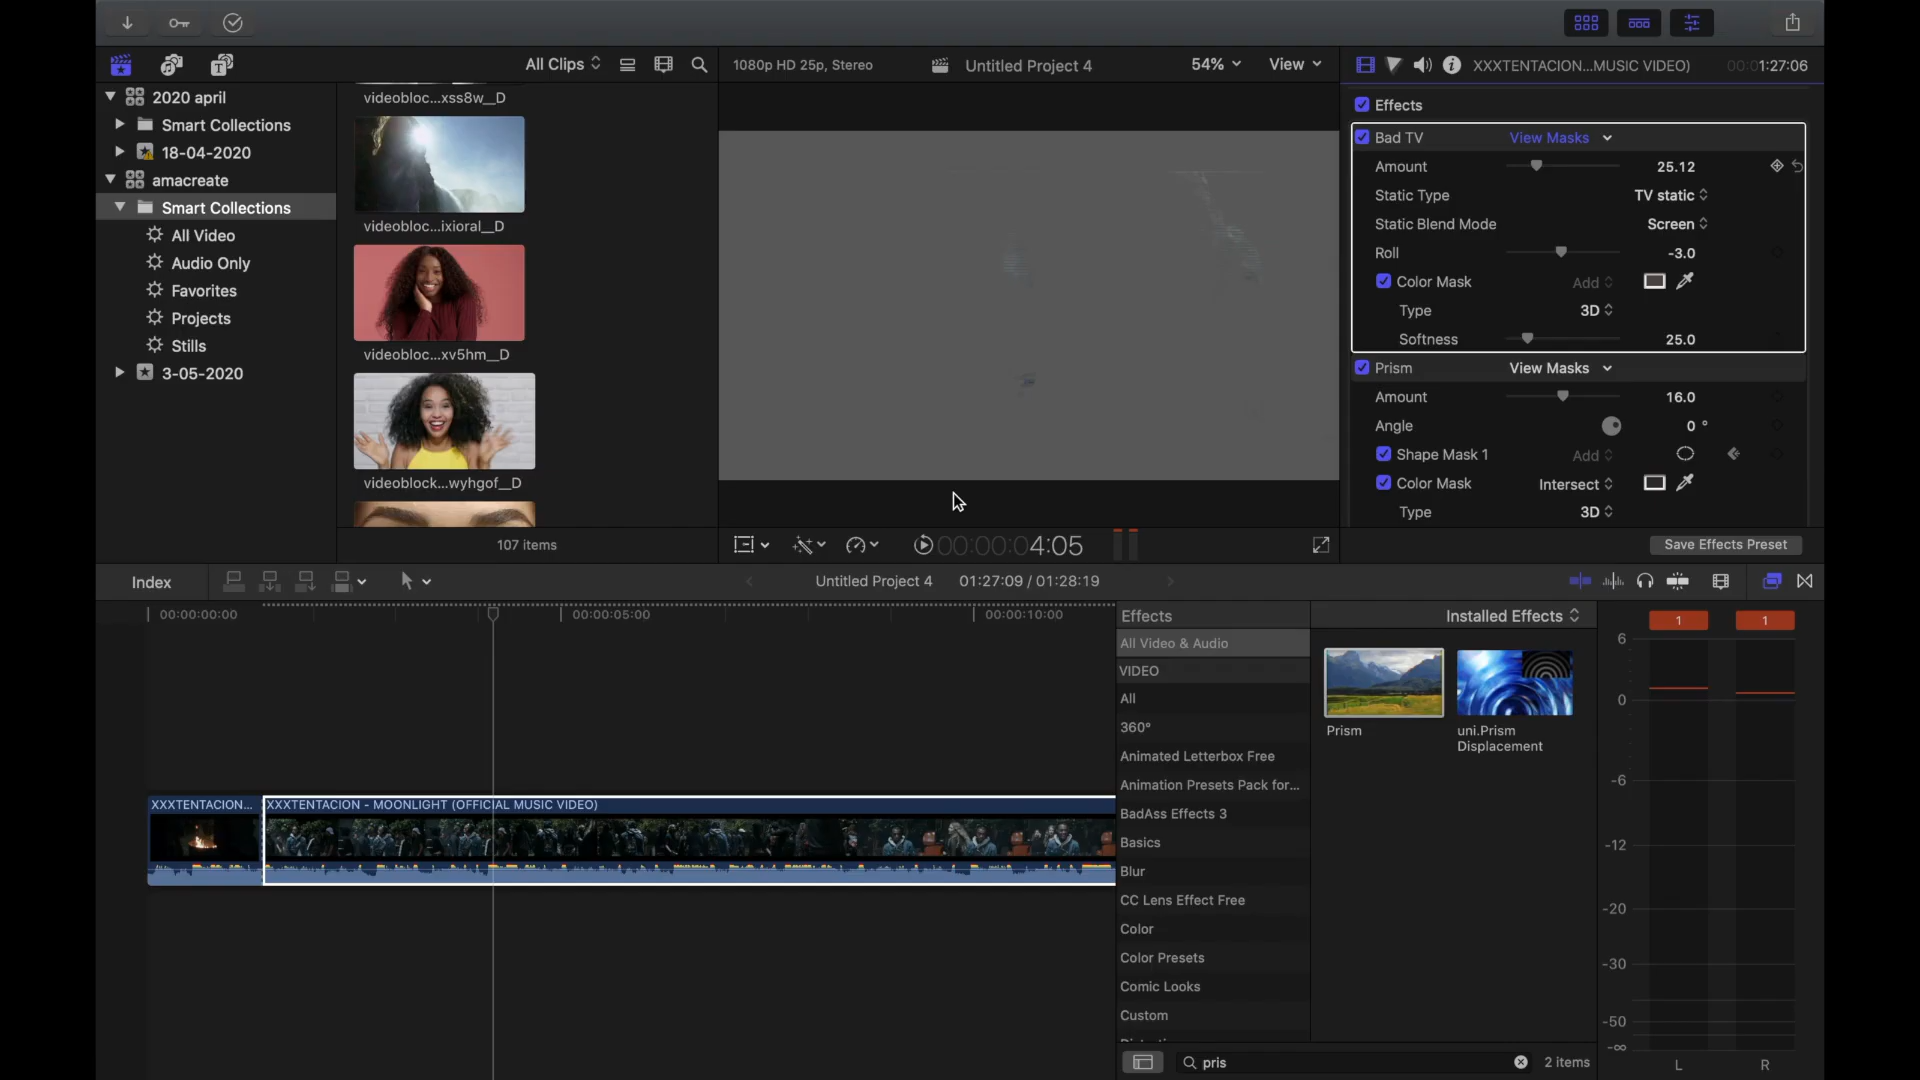 All Clips
1080p HD 25p, Stereo
Untitled Project 4
54%
View
XXXTENTACION...MUSIC VIDEO)
00:01:27:06
2020 april
Smart Collections
18-04-2020
amacreate
Smart Collections
All Video
Audio Only
Favorites
Projects
Stills
3-05-2020
videobloc...xss8w__D
videobloc...ixioral__D
videobloc...xv5hm__D
videoblock...wyhgof__D
107 items
00:00:00:04:05
Effects
Bad TV
View Masks
Amount
25.12
Static Type
TV static
Static Blend Mode
Screen
Roll
-3.0
Color Mask
Add
Type
3D
Softness
25.0
Prism
View Masks
Amount
16.0
Angle
0 °
Shape Mask 1
Add
Color Mask
Intersect
Type
3D
Save Effects Preset
Index
Untitled Project 4
01:27:09 / 01:28:19
00:00:00:00
00:00:05:00
00:00:10:00
XXXTENTACION...
XXXTENTACION - MOONLIGHT (OFFICIAL MUSIC VIDEO)
Effects
Installed Effects
All Video & Audio
VIDEO
All
360°
Animated Letterbox Free
Animation Presets Pack for...
BadAss Effects 3
Basics
Blur
CC Lens Effect Free
Color
Color Presets
Comic Looks
Custom
Prism
uni.Prism
Displacement
pris
2 items
1
1
6
0
-6
-12
-20
-30
-50
-∞
L
R